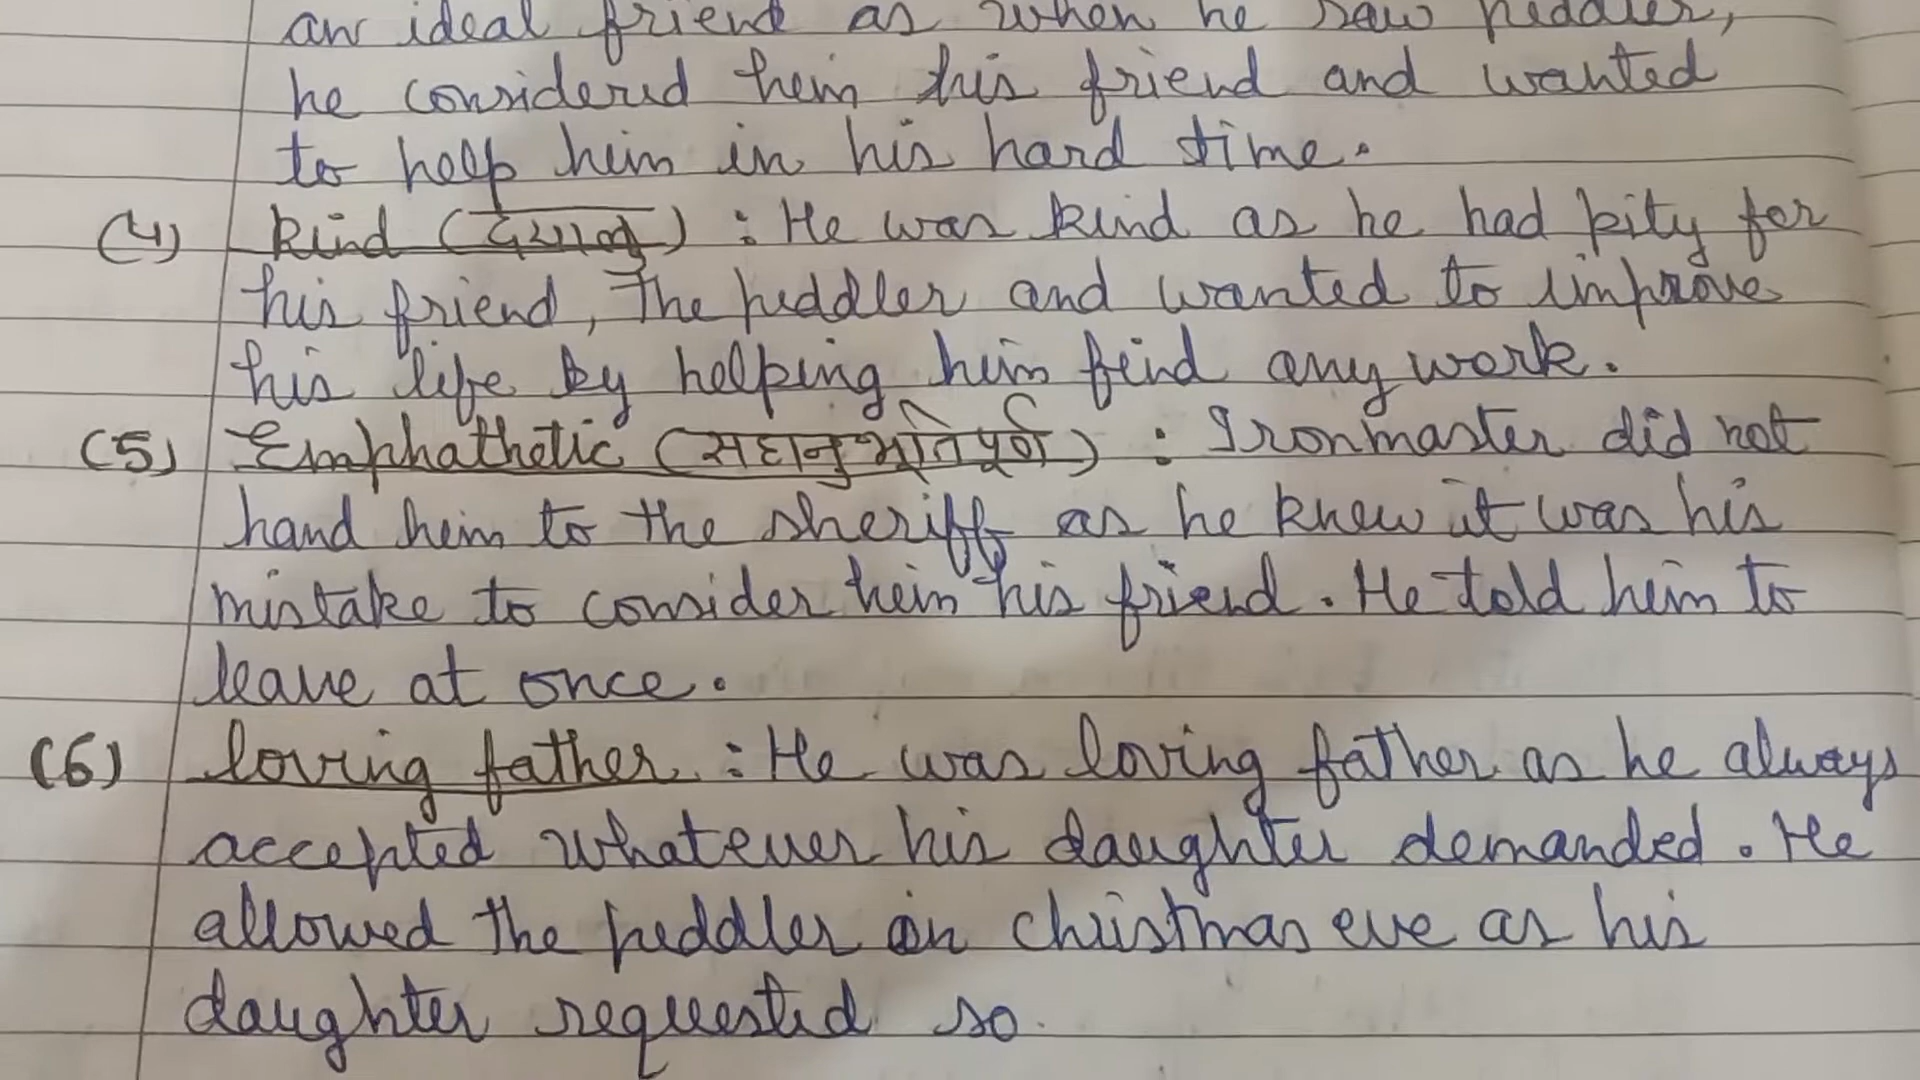 an ideal friend as when he saw peddler,
he considered him his friend and wanted
to help him in his hard time.
(4) Kind (दयालु) : He was kind as he had pity for
his friend, The peddler and wanted to improve
his life by helping him find any work.
(5) Emphathetic (सहानुभूतिपूर्ण) : Ironmaster did not
hand him to the sheriff as he knew it was his
mistake to consider him his friend. He told him to
leave at once.
(6) loving father : He was loving father as he always
accepted whatever his daughter demanded. He
allowed the peddler on christmas eve as his
daughter requested so.